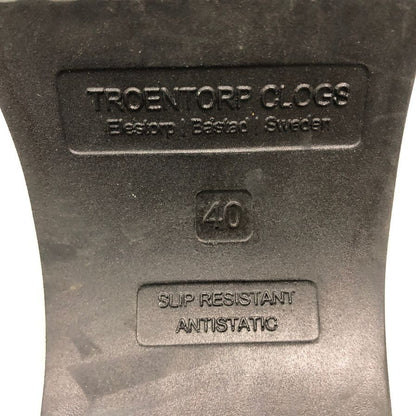 TROENTORP CLOGS
Elestorp | Båstad | Sweden
40
SLIP RESISTANT
ANTISTATIC